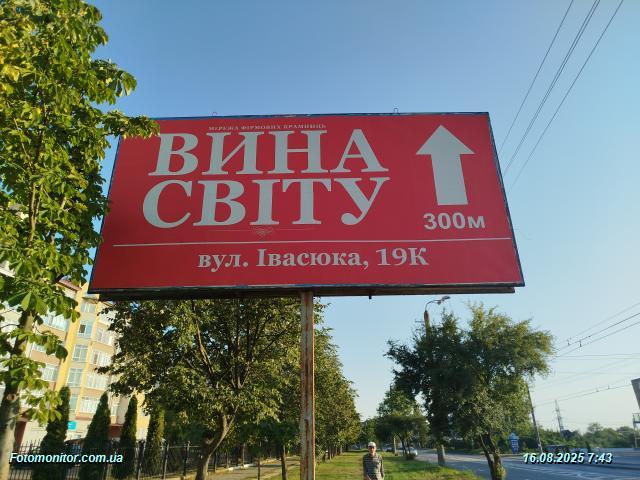 МЕРЕЖА ФІРМОВИХ КРАМНИЦЬ
ВИНА
СВІТУ
300м
вул. Івасюка, 19К
Fotomonitor.com.ua
16.08.2025 7:43